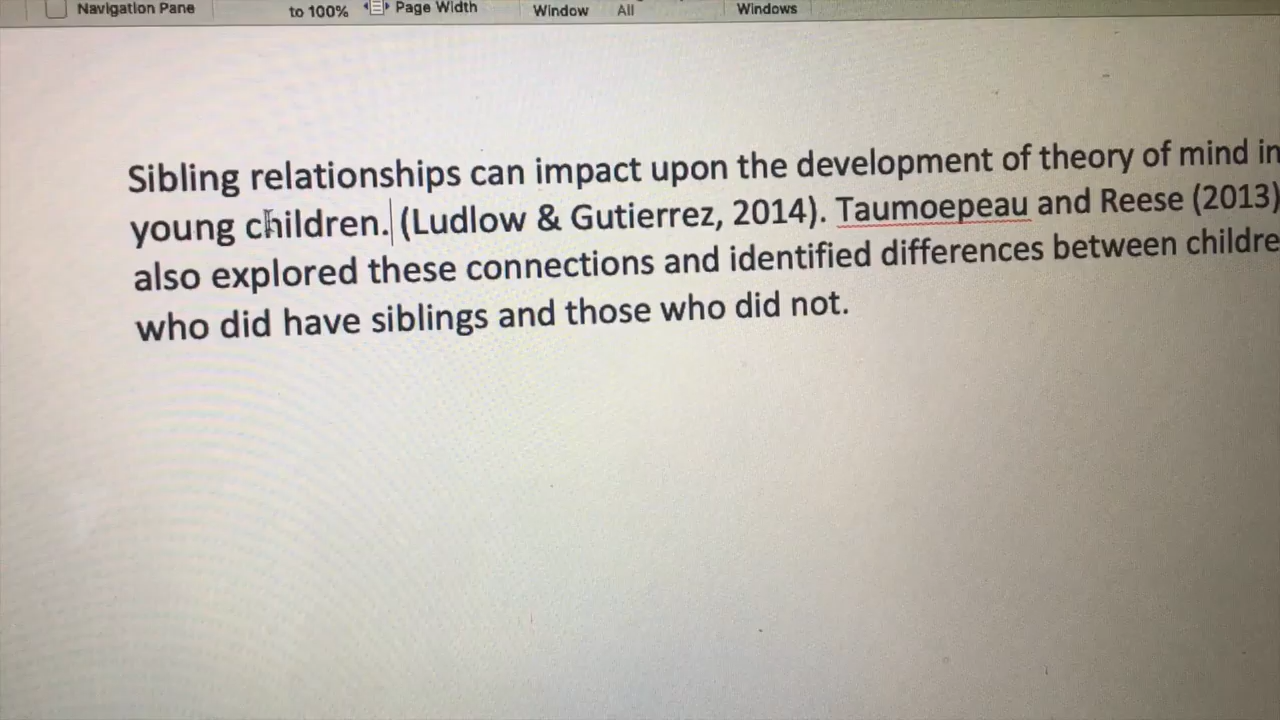 Navigation Pane to 100% Page Width Window All Windows
Sibling relationships can impact upon the development of theory of mind in
young children. (Ludlow & Gutierrez, 2014). Taumoepeau and Reese (2013)
also explored these connections and identified differences between childre
who did have siblings and those who did not.